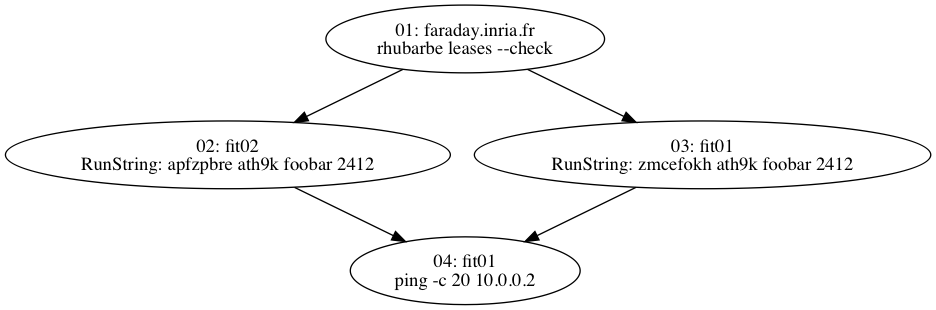 01: faraday.inria.fr
rhubarbe leases --check
02: fit02
RunString: apfzpbre ath9k foobar 2412
03: fit01
RunString: zmcefokh ath9k foobar 2412
04: fit01
ping -c 20 10.0.0.2